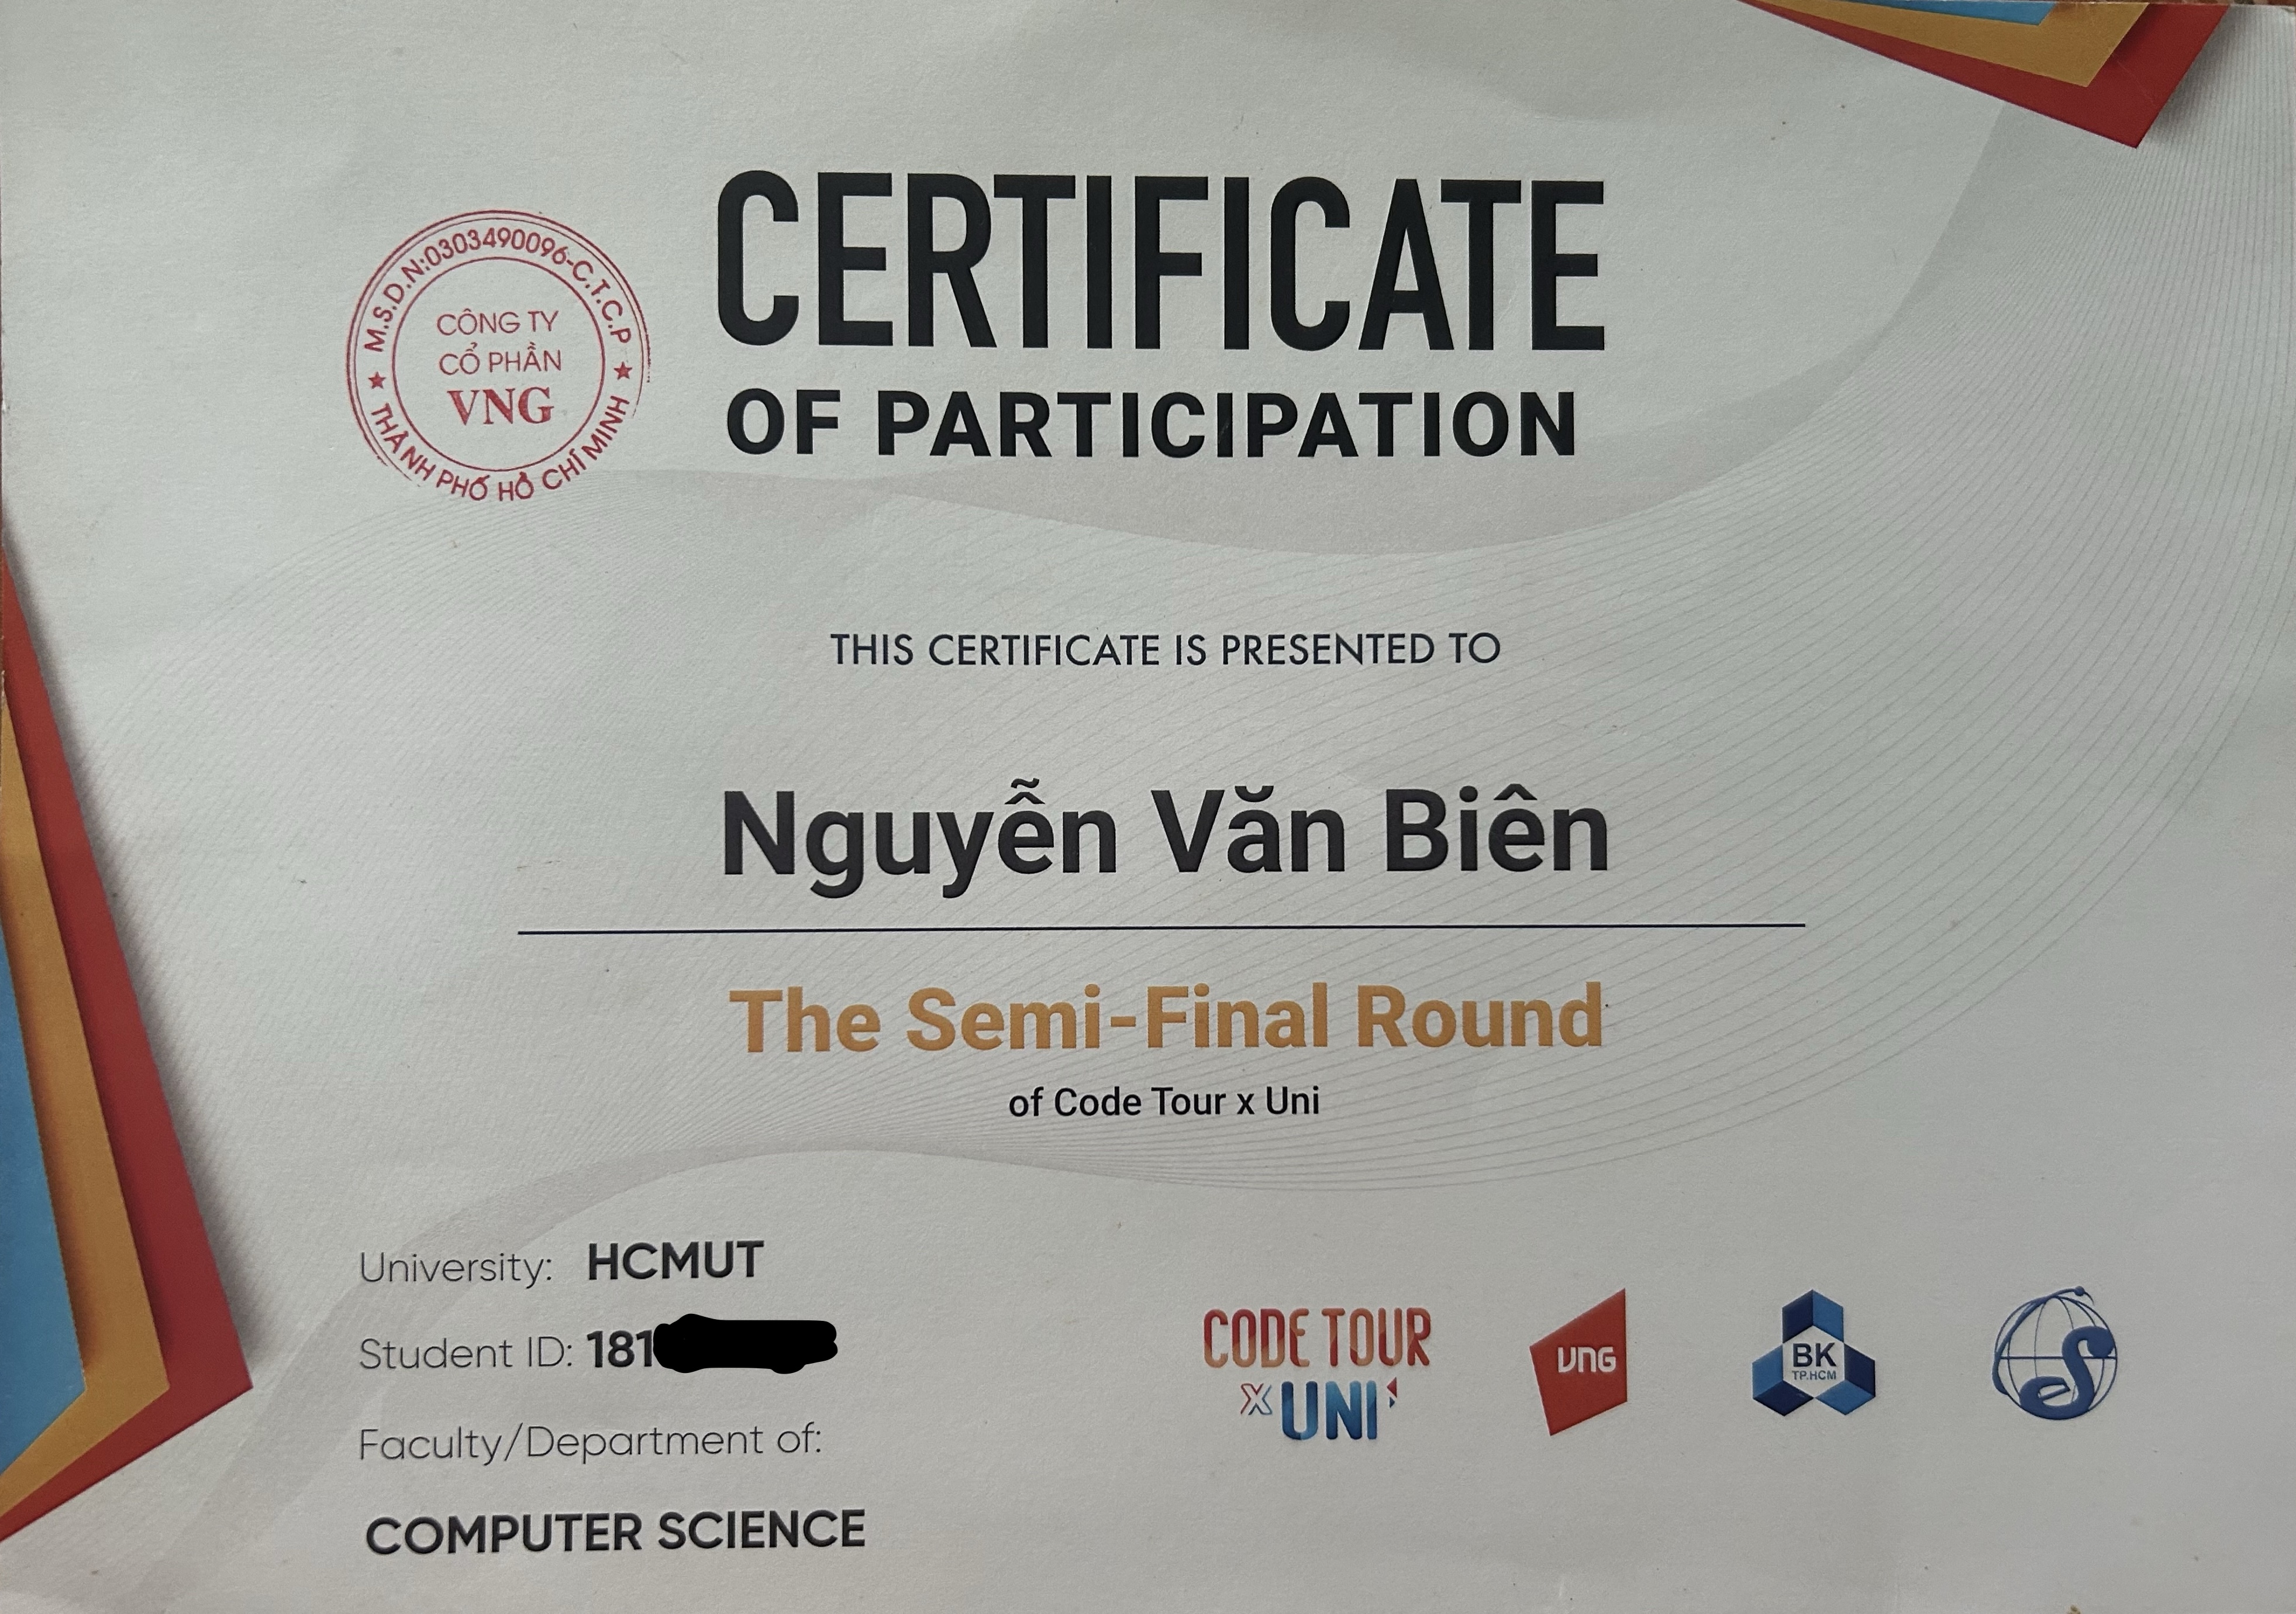 CERTIFICATE
OF PARTICIPATION
M.S.D.N:0303490096-C.T.C.P
CÔNG TY
CỔ PHẦN
VNG
★ THÀNH PHỐ HỒ CHÍ MINH ★
THIS CERTIFICATE IS PRESENTED TO
Nguyễn Văn Biên
The Semi-Final Round
of Code Tour x Uni
University: HCMUT
Student ID: 181
Faculty/Department of:
COMPUTER SCIENCE
CODE TOUR
X UNI
VNG
BK
TP.HCM